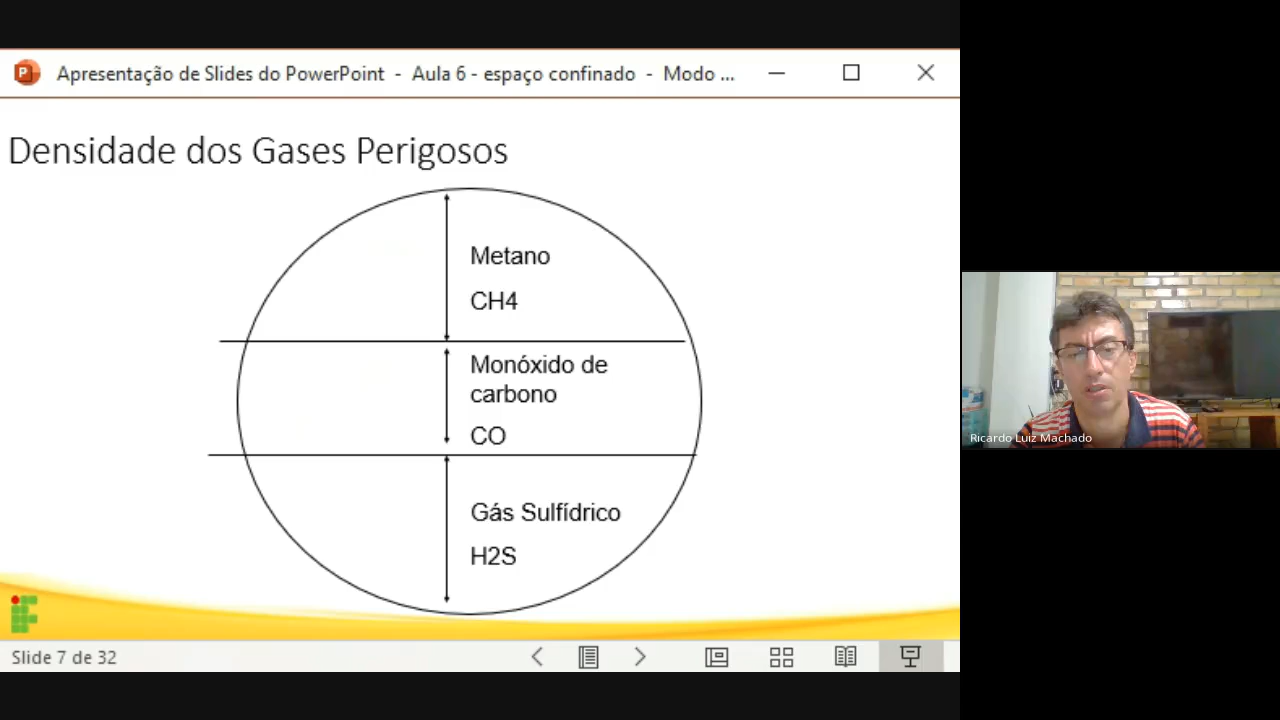 Apresentação de Slides do PowerPoint - Aula 6 - espaço confinado - Modo ...
Densidade dos Gases Perigosos
Metano
CH4
Monóxido de
carbono
CO
Gás Sulfídrico
H2S
Ricardo Luiz Machado
Slide 7 de 32